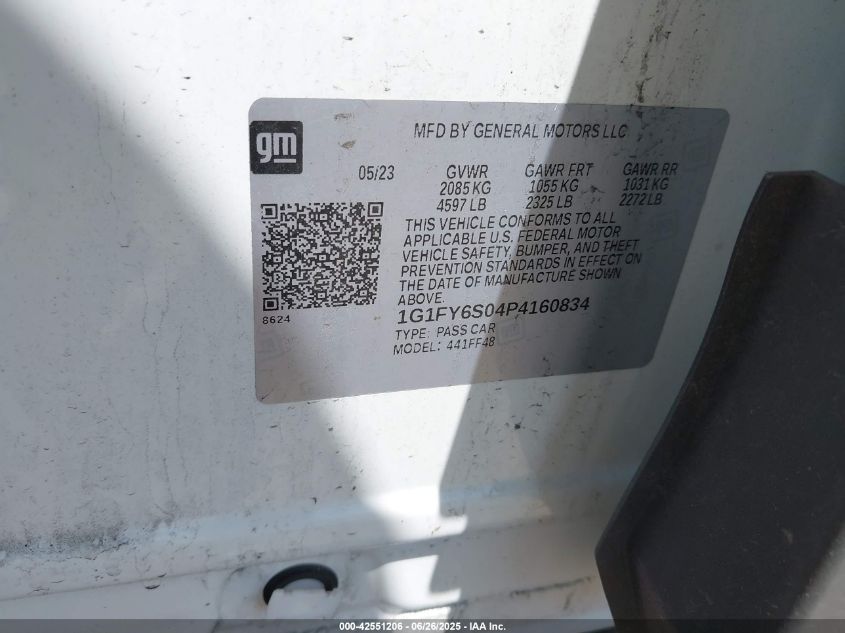 gm
MFD BY GENERAL MOTORS LLC
05/23 GVWR GAWR FRT GAWR RR
2085 KG 1055 KG 1031 KG
4597 LB 2325 LB 2272 LB
THIS VEHICLE CONFORMS TO ALL
APPLICABLE U.S. FEDERAL MOTOR
VEHICLE SAFETY, BUMPER, AND THEFT
PREVENTION STANDARDS IN EFFECT ON
THE DATE OF MANUFACTURE SHOWN
ABOVE.
8624
1G1FY6S04P4160834
TYPE: PASS CAR
MODEL: 441FF48
000-42551206 - 06/26/2025 - IAA Inc.